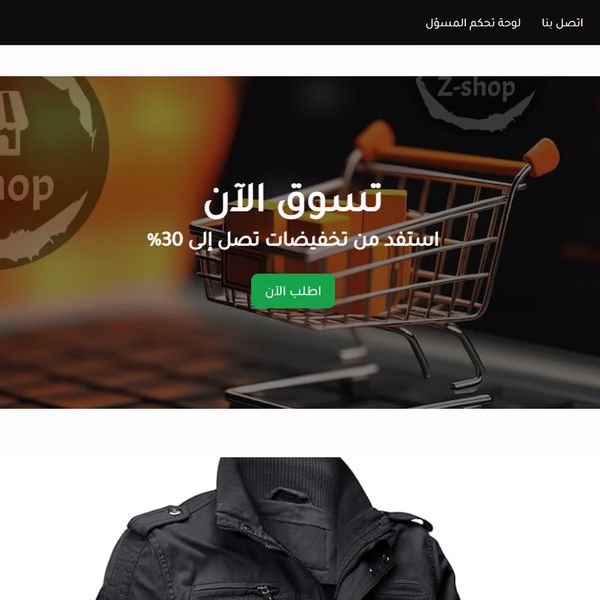 اتصل بنا
لوحة تحكم المسؤل
Z-shop
hop
تسوق الآن
استفد من تخفيضات تصل إلى 30%
اطلب الآن